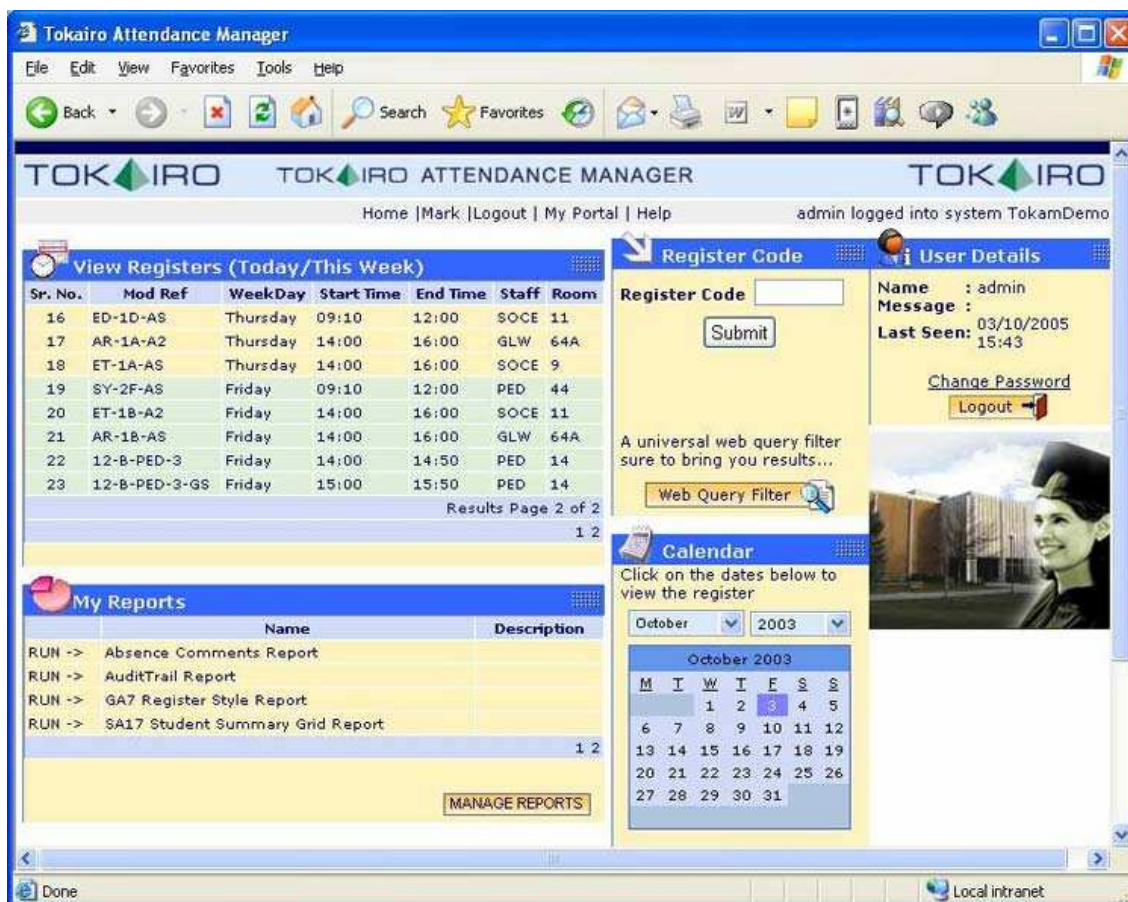 Tokairo Attendance Manager
File Edit View Favorites Tools Help
Back Search Favorites
TOKAIRO TOKAIRO ATTENDANCE MANAGER TOKAIRO
Home |Mark |Logout | My Portal | Help admin logged into system TokamDemo
View Registers (Today/This Week)
Sr. No. Mod Ref WeekDay Start Time End Time Staff Room
16 ED-1D-AS Thursday 09:10 12:00 SOCE 11
17 AR-1A-A2 Thursday 14:00 16:00 GLW 64A
18 ET-1A-AS Thursday 14:00 16:00 SOCE 9
19 SY-2F-AS Friday 09:10 12:00 PED 44
20 ET-1B-A2 Friday 14:00 16:00 SOCE 11
21 AR-1B-AS Friday 14:00 16:00 GLW 64A
22 12-B-PED-3 Friday 14:00 14:50 PED 14
23 12-B-PED-3-GS Friday 15:00 15:50 PED 14
Results Page 2 of 2
1 2
My Reports
Name Description
RUN -> Absence Comments Report
RUN -> AuditTrail Report
RUN -> GA7 Register Style Report
RUN -> SA17 Student Summary Grid Report
1 2
MANAGE REPORTS
Register Code
Register Code
Submit
A universal web query filter
sure to bring you results...
Web Query Filter
Calendar
Click on the dates below to
view the register
October 2003
October 2003
M T W T F S S
1 2 3 4 5
6 7 8 9 10 11 12
13 14 15 16 17 18 19
20 21 22 23 24 25 26
27 28 29 30 31
User Details
Name : admin
Message :
Last Seen: 03/10/2005
15:43
Change Password
Logout
Done Local intranet